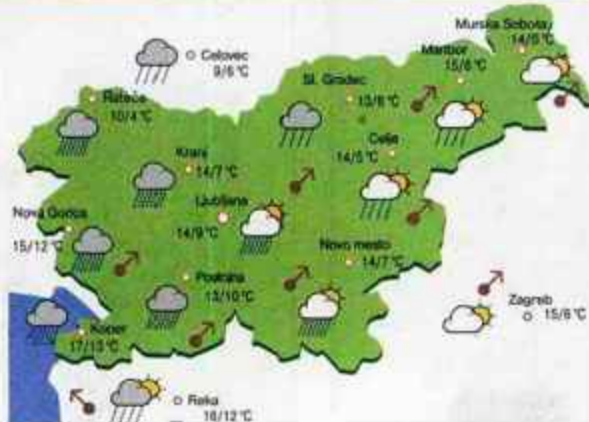 Murska Sobota
14/5 °C
Celovec
9/6 °C
Maribor
15/6 °C
Sl. Gradec
13/6 °C
Rateče
10/4 °C
Celje
14/5 °C
Kranj
14/7 °C
Ljubljana
14/9 °C
Nova Gorica
15/12 °C
Novo mesto
14/7 °C
Postojna
13/10 °C
Zagreb
15/6 °C
Koper
17/13 °C
Reka
16/12 °C